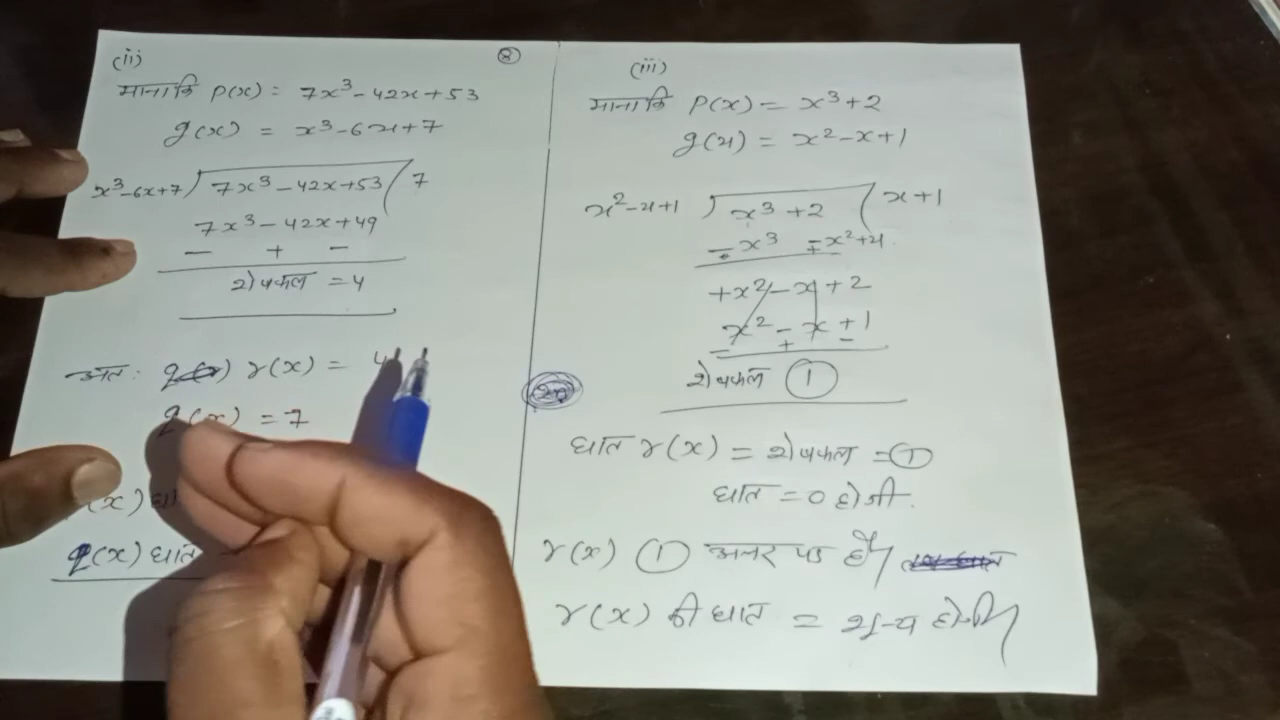 (ii)
8
मानाकि P(x) = 7x³-42x+53
g(x) = x³-6x+7
x³-6x+7)7x³-42x+53(7
7x³-42x+49
- + -
शेषफल = 4
अत: r(x) = 4
q(x) = 7
q(x) घात
(iii)
मानाकि P(x) = x³+2
g(x) = x²-x+1
x²-x+1)x³+2(x+1
x³ -x²+x
+x²-x+2
x²-x+1
- + -
शेषफल 1
घात r(x) = शेषफल = 1
घात = 0 होगी.
r(x) 1 अचर पद है।
r(x) की घात = शून्य होगी।